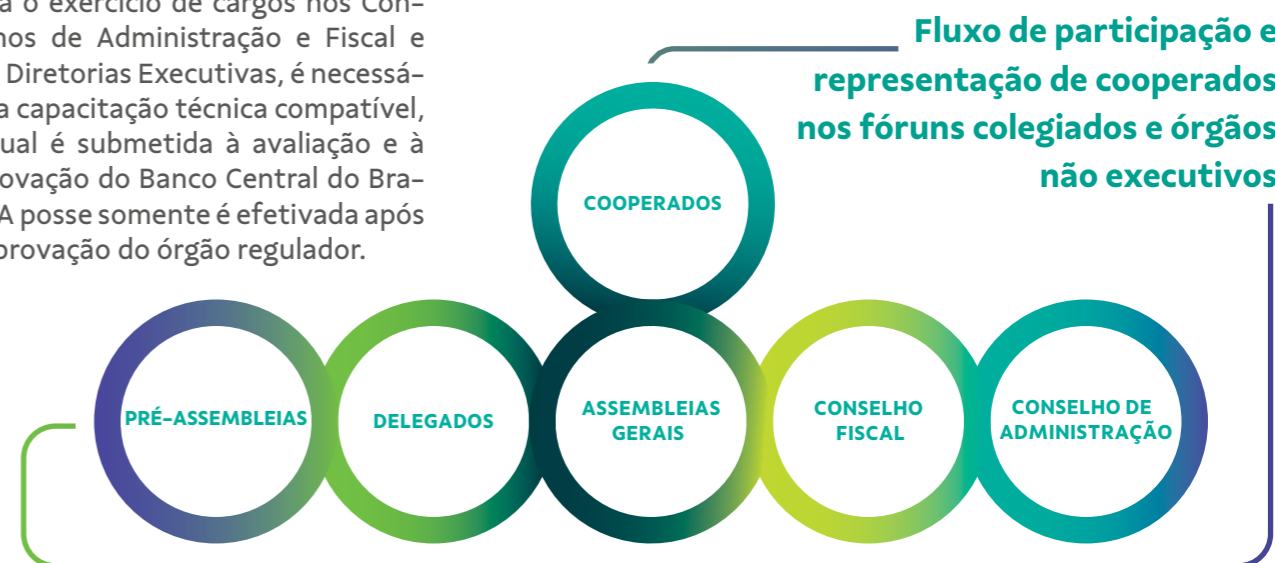 a o exercício de cargos nos Con-
nos de Administração e Fiscal e
Diretorias Executivas, é necessá-
a capacitação técnica compatível,
ual é submetida à avaliação e à
ovação do Banco Central do Bra-
A posse somente é efetivada após
provação do órgão regulador.
Fluxo de participação e
representação de cooperados
nos fóruns colegiados e órgãos
não executivos
COOPERADOS
PRÉ-ASSEMBLEIAS
DELEGADOS
ASSEMBLEIAS
GERAIS
CONSELHO
FISCAL
CONSELHO DE
ADMINISTRAÇÃO